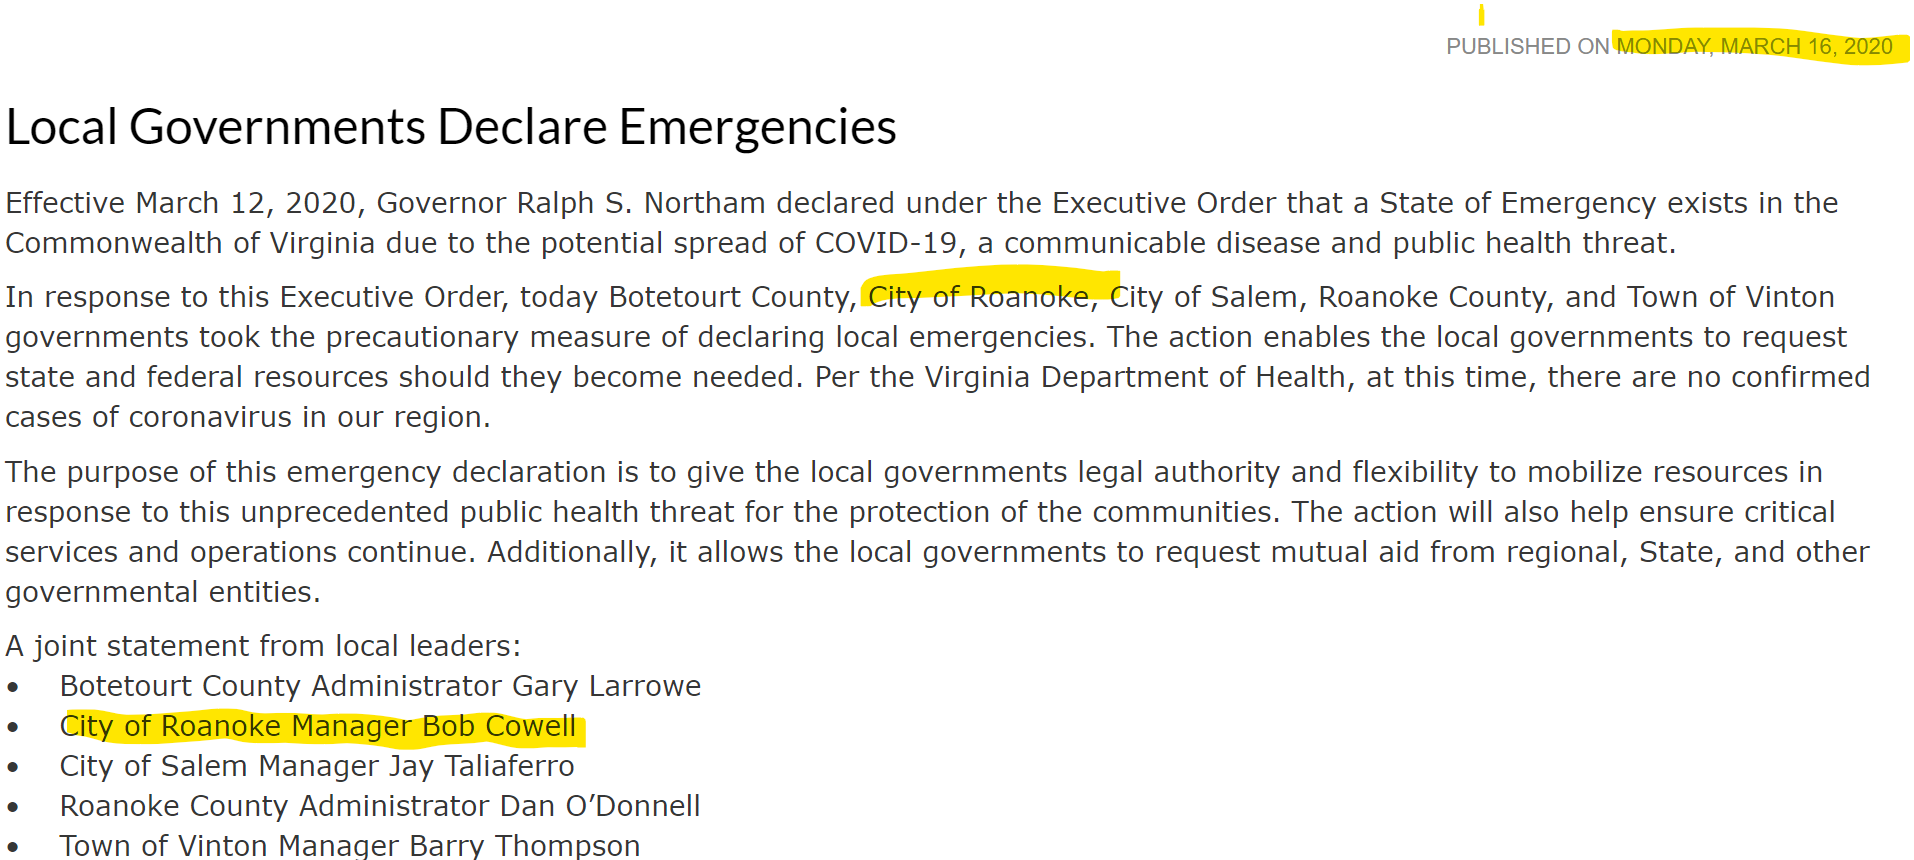 PUBLISHED ON MONDAY, MARCH 16, 2020
Local Governments Declare Emergencies
Effective March 12, 2020, Governor Ralph S. Northam declared under the Executive Order that a State of Emergency exists in the
Commonwealth of Virginia due to the potential spread of COVID-19, a communicable disease and public health threat.
In response to this Executive Order, today Botetourt County, City of Roanoke, City of Salem, Roanoke County, and Town of Vinton
governments took the precautionary measure of declaring local emergencies. The action enables the local governments to request
state and federal resources should they become needed. Per the Virginia Department of Health, at this time, there are no confirmed
cases of coronavirus in our region.
The purpose of this emergency declaration is to give the local governments legal authority and flexibility to mobilize resources in
response to this unprecedented public health threat for the protection of the communities. The action will also help ensure critical
services and operations continue. Additionally, it allows the local governments to request mutual aid from regional, State, and other
governmental entities.
A joint statement from local leaders:
• Botetourt County Administrator Gary Larrowe
• City of Roanoke Manager Bob Cowell
• City of Salem Manager Jay Taliaferro
• Roanoke County Administrator Dan O’Donnell
• Town of Vinton Manager Barry Thompson